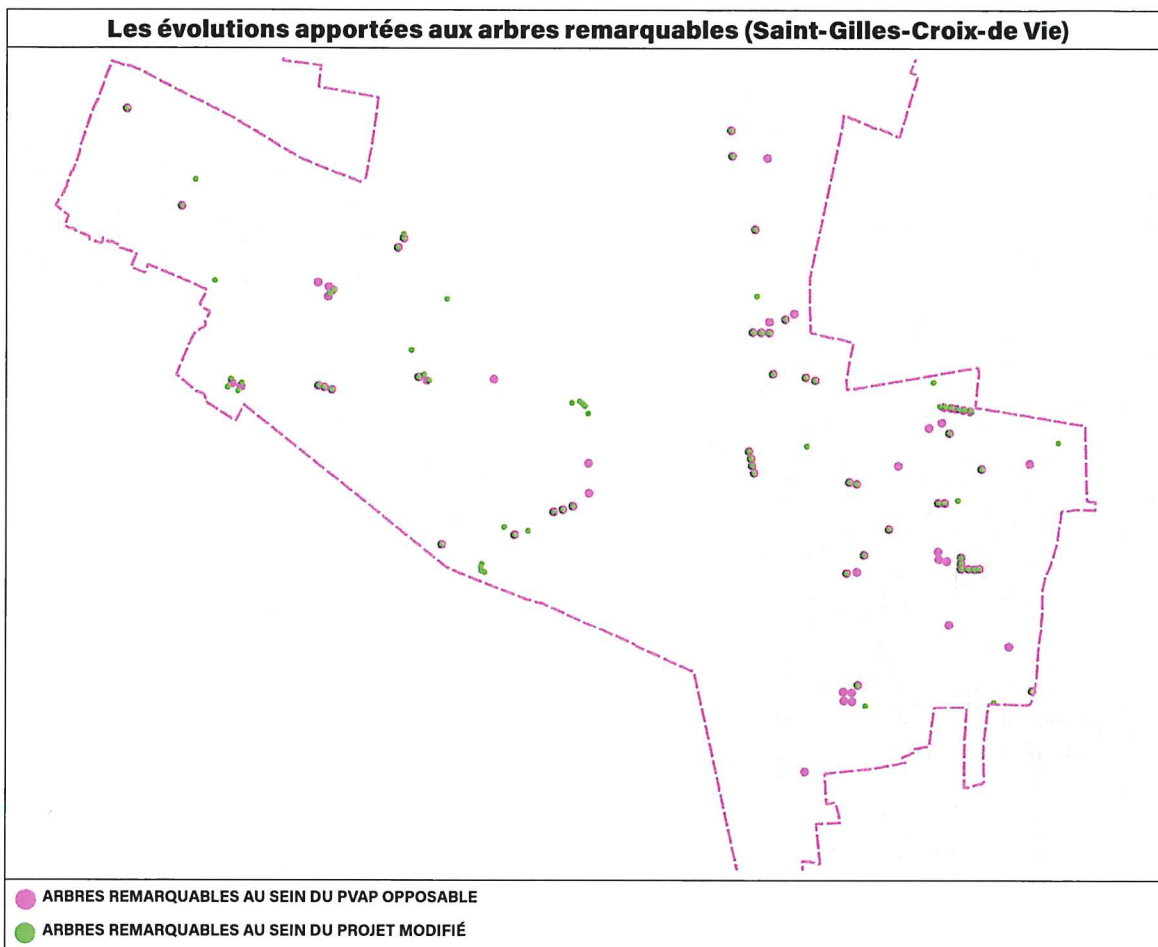 Les évolutions apportées aux arbres remarquables (Saint-Gilles-Croix-de Vie)
ARBRES REMARQUABLES AU SEIN DU PVAP OPPOSABLE
ARBRES REMARQUABLES AU SEIN DU PROJET MODIFIÉ